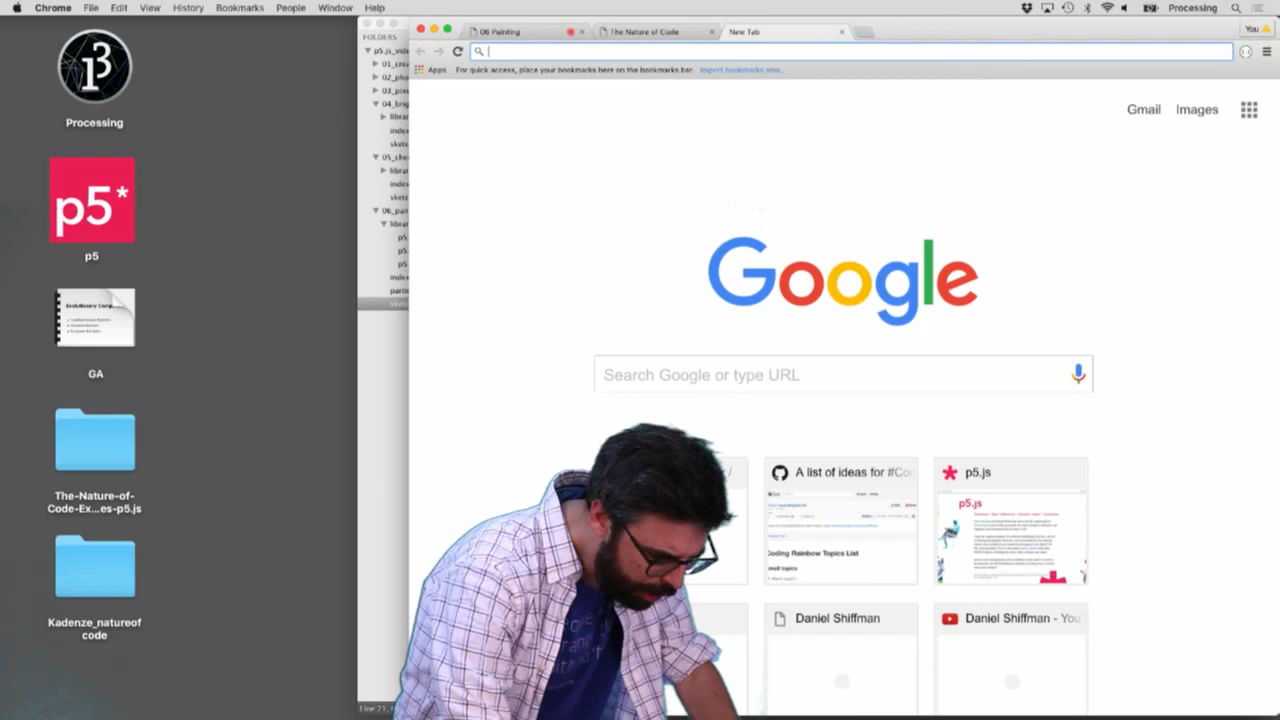 Chrome File Edit View History Bookmarks People Window Help Processing
FOLDERS
06 Painting
The Nature of Code
New Tab
You
Apps For quick access, place your bookmarks here on the bookmarks bar. Import bookmarks now...
Gmail Images
Processing
p5*
p5
GA
The-Nature-of-
Code-Ex...es-p5.js
Kadenze_natureof
code
Google
Search Google or type URL
A list of ideas for #Co
Coding Rainbow Topics List
p5.js
p5.js
Daniel Shiffman
Daniel Shiffman - You